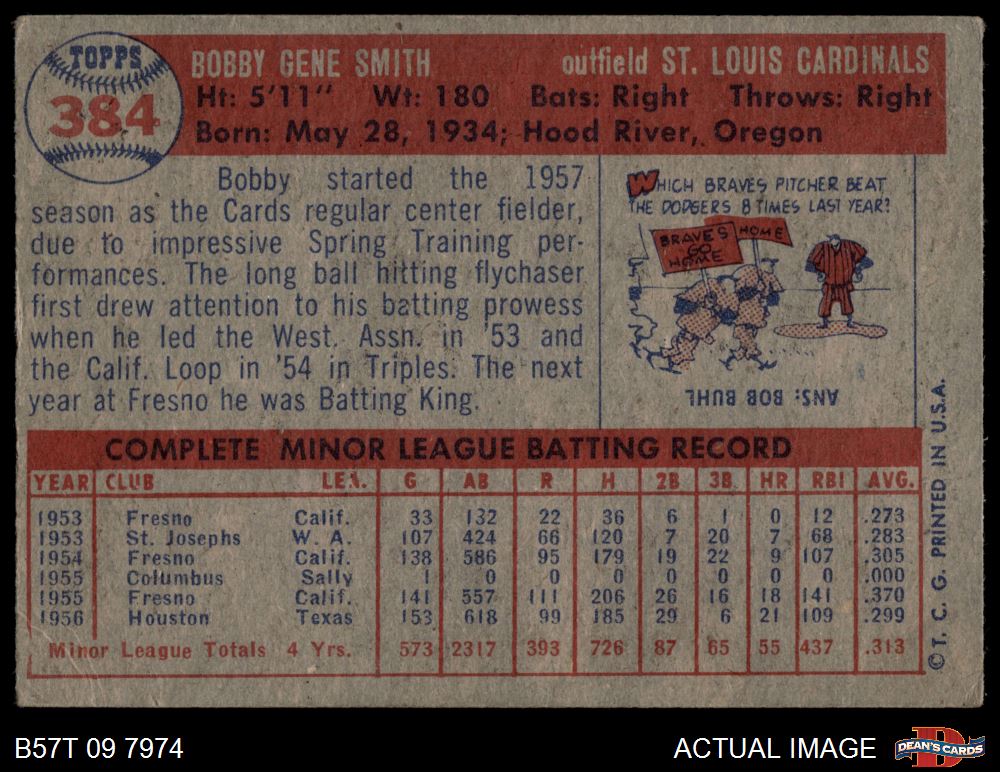 TOPPS
384
BOBBY GENE SMITH outfield ST. LOUIS CARDINALS
Ht: 5'11" Wt: 180 Bats: Right Throws: Right
Born: May 28, 1934; Hood River, Oregon
Bobby started the 1957
season as the Cards regular center fielder,
due to impressive Spring Training per-
formances. The long ball hitting flychaser
first drew attention to his batting prowess
when he led the West. Assn. in '53 and
the Calif. Loop in '54 in Triples. The next
year at Fresno he was Batting King.
WHICH BRAVES PITCHER BEAT
THE DODGERS 8 TIMES LAST YEAR?
BRAVES
GO
HOME
HOME
ANS: BOB BUHL
COMPLETE MINOR LEAGUE BATTING RECORD
YEAR CLUB LEA. G AB R H 2B 3B HR RBI AVG.
1953 Fresno Calif. 33 132 22 36 6 1 0 12 .273
1953 St. Josephs W. A. 107 424 66 120 7 20 7 68 .283
1954 Fresno Calif. 138 586 95 179 19 22 9 107 .305
1955 Columbus Sally 1 0 0 0 0 0 0 0 .000
1955 Fresno Calif. 141 557 111 206 26 16 18 141 .370
1956 Houston Texas 153 618 99 185 29 6 21 109 .299
Minor League Totals 4 Yrs. 573 2317 393 726 87 65 55 437 .313
© T. C. G. PRINTED IN U.S.A.
B57T 09 7974
ACTUAL IMAGE
DEAN'S CARDS